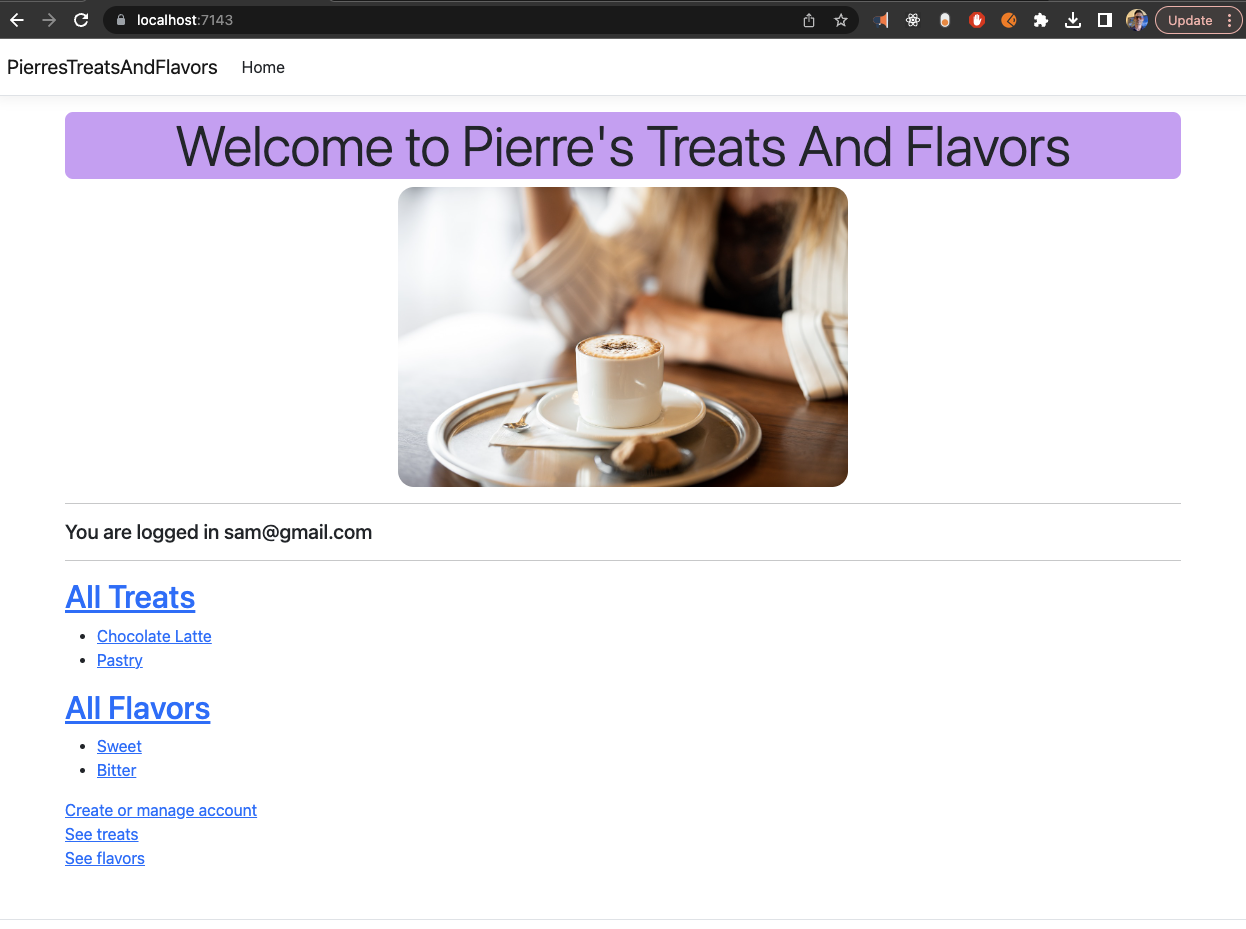 localhost:7143
Update
PierresTreatsAndFlavors Home
Welcome to Pierre's Treats And Flavors
You are logged in sam@gmail.com
All Treats
Chocolate Latte
Pastry
All Flavors
Sweet
Bitter
Create or manage account
See treats
See flavors